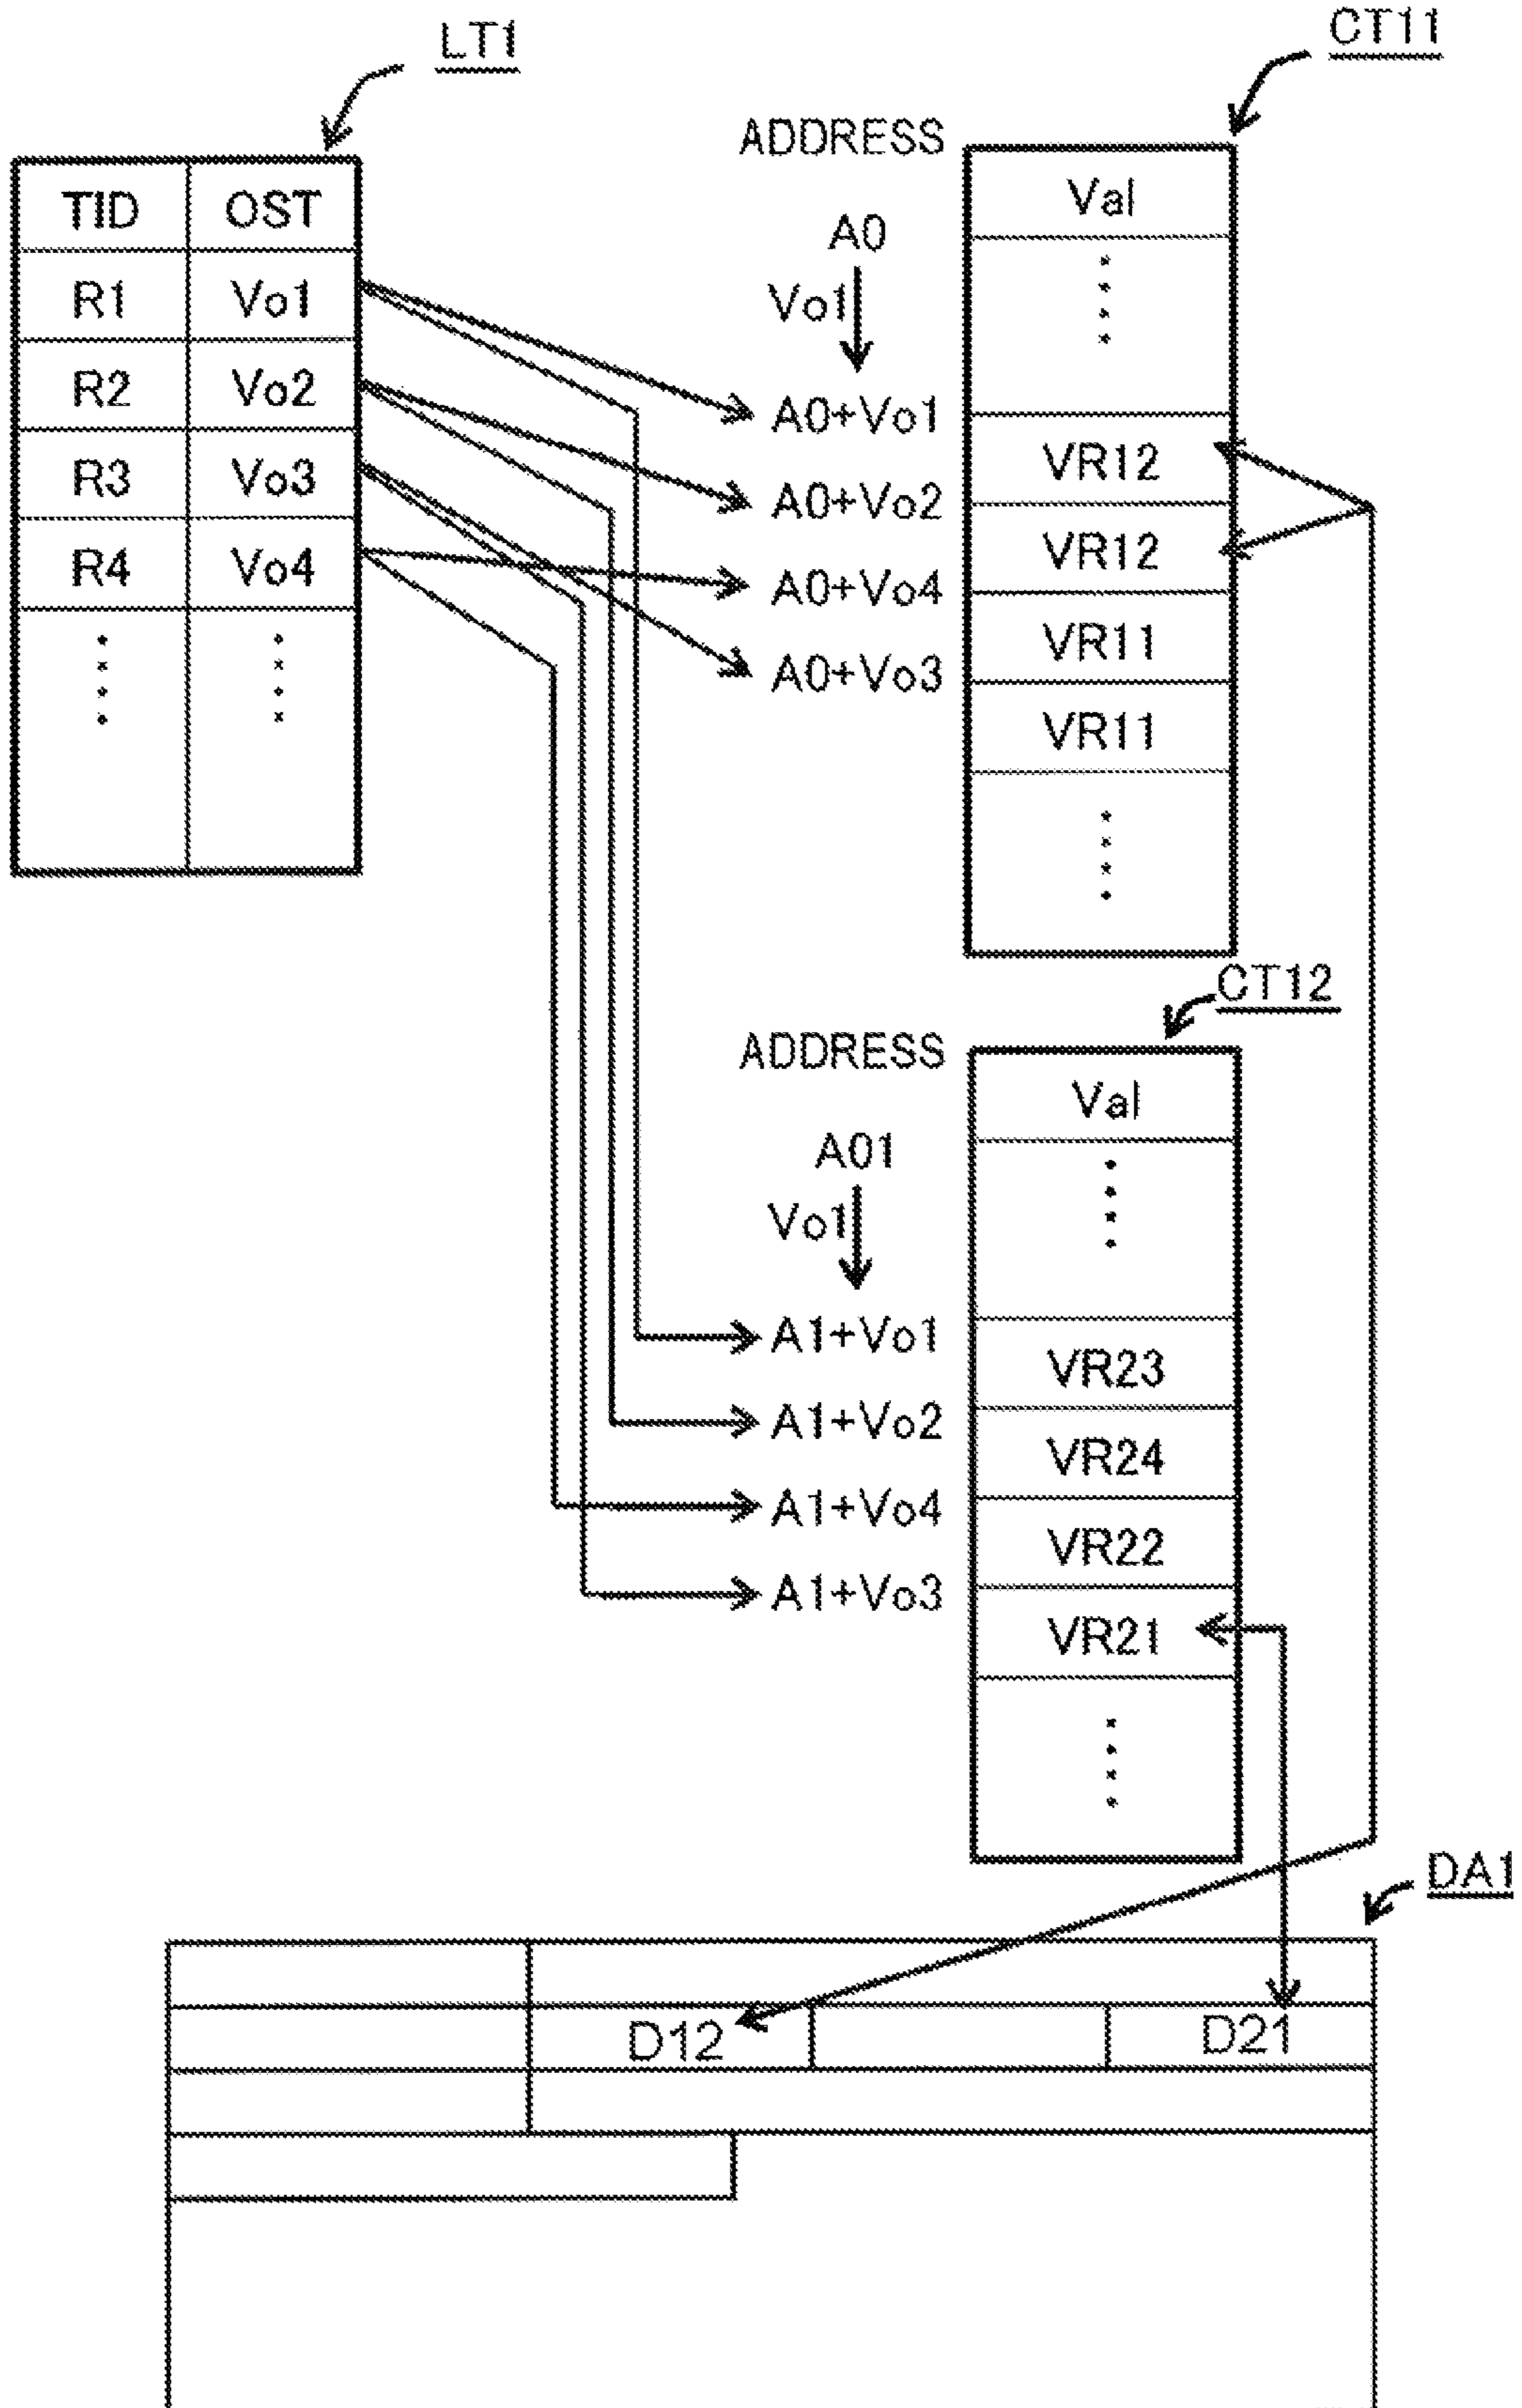 LT1
TID OST
R1 Vo1
R2 Vo2
R3 Vo3
R4 Vo4
CT11
ADDRESS
Val
A0
Vo1
A0+Vo1
VR12
A0+Vo2
VR12
A0+Vo4
VR11
A0+Vo3
VR11
CT12
ADDRESS
Val
A01
Vo1
A1+Vo1
VR23
A1+Vo2
VR24
A1+Vo4
VR22
A1+Vo3
VR21
DA1
D12 D21